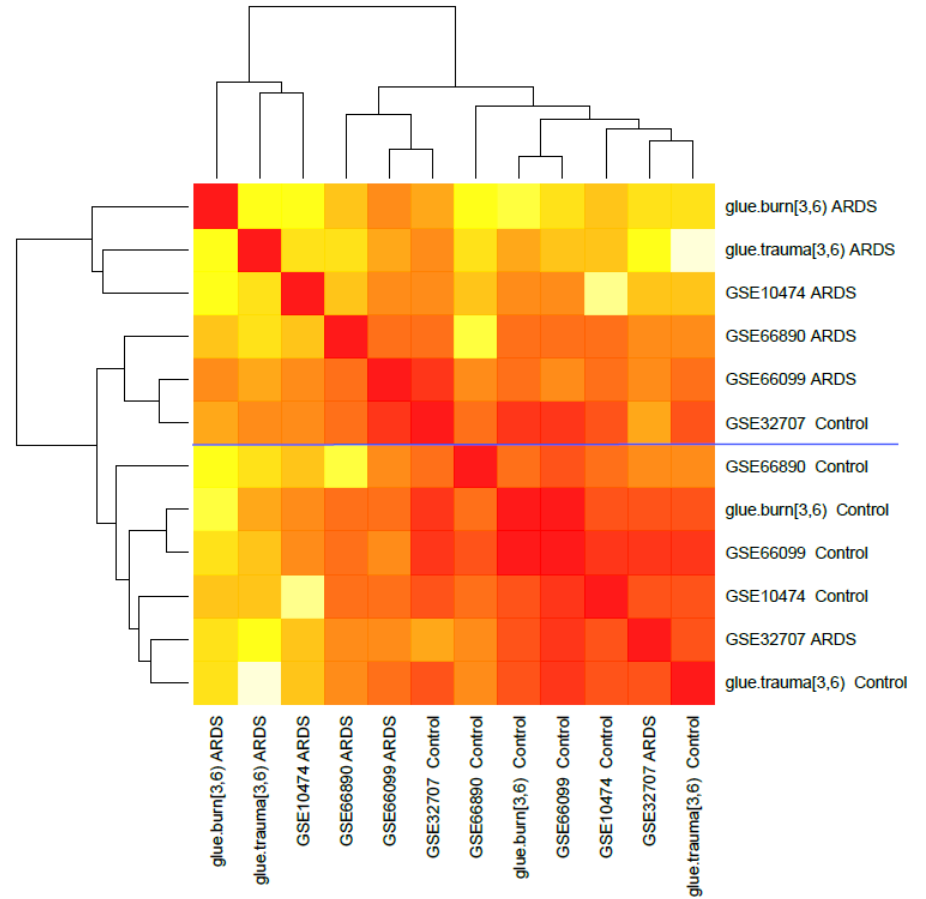 glue.burn[3,6) ARDS
glue.trauma[3,6) ARDS
GSE10474 ARDS
GSE66890 ARDS
GSE66099 ARDS
GSE32707  Control
GSE66890  Control
glue.burn[3,6)  Control
GSE66099  Control
GSE10474  Control
GSE32707 ARDS
glue.trauma[3,6)  Control
glue.burn[3,6) ARDS
glue.trauma[3,6) ARDS
GSE10474 ARDS
GSE66890 ARDS
GSE66099 ARDS
GSE32707  Control
GSE66890  Control
glue.burn[3,6)  Control
GSE66099  Control
GSE10474  Control
GSE32707 ARDS
glue.trauma[3,6)  Control